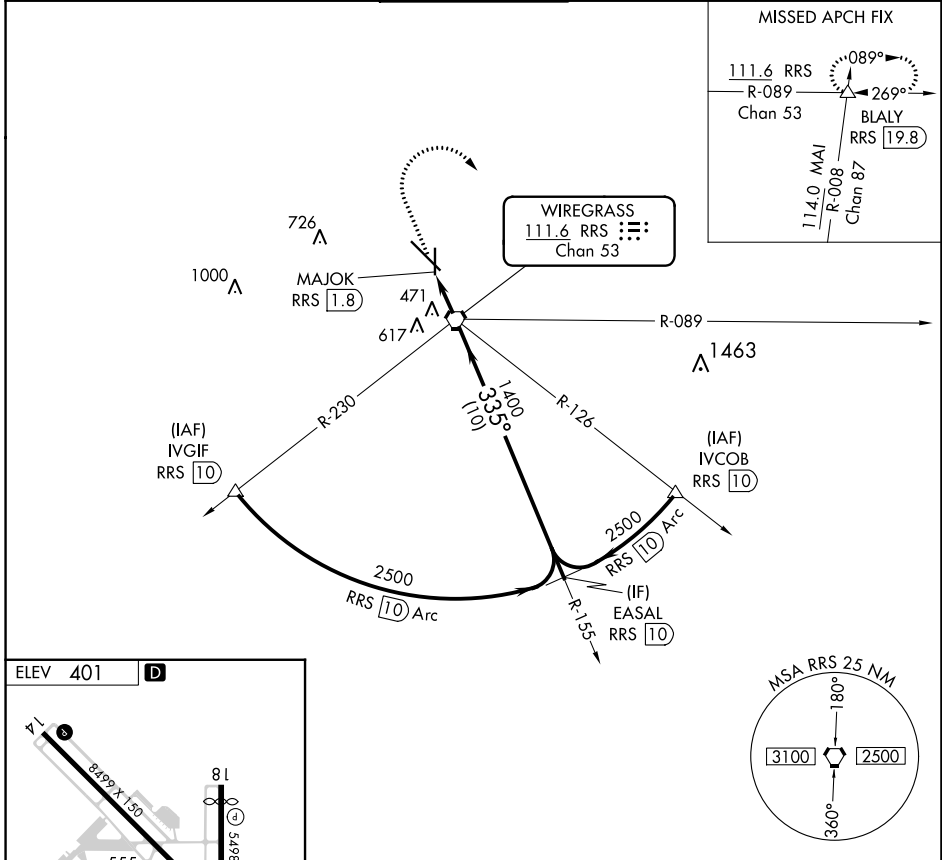 MISSED APCH FIX
089°
111.6 RRS
R-089
Chan 53
269°
BLALY
RRS 19.8
114.0 MAI
R-008
Chan 87
WIREGRASS
111.6 RRS
Chan 53
726
1000
MAJOK
RRS 1.8
471
617
R-089
1463
1400
335°
(10)
R-230
R-126
(IAF)
IVGIF
RRS 10
(IAF)
IVCOB
RRS 10
2500
RRS 10 Arc
2500
RRS 10 Arc
(IF)
EASAL
RRS 10
R-155
ELEV 401 D
14
P
8499 X 150
18
P
5498
MSA RRS 25 NM
180°
3100
2500
360°